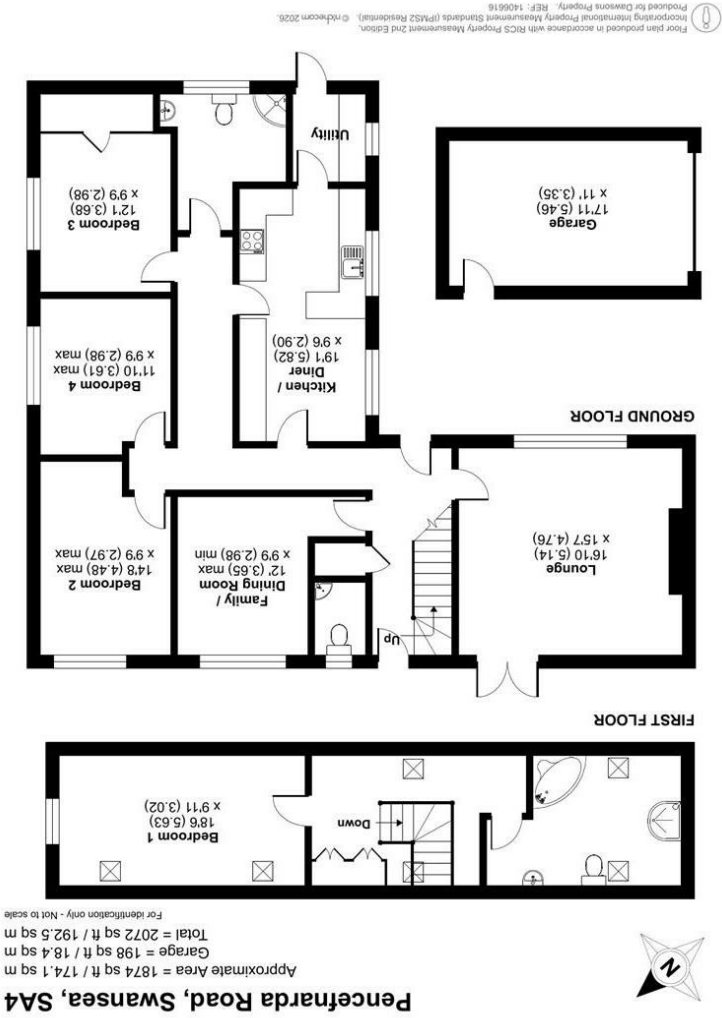 Pencefnarda Road, Swansea, SA4
Approximate Area = 1874 sq ft / 174.1 sq m
Garage = 198 sq ft / 18.4 sq m
Total = 2072 sq ft / 192.5 sq m
For identification only - Not to scale
N
Down
Bedroom 1
18'6 (5.63)
x 9'11 (3.02)
FIRST FLOOR
Up
Lounge
16'10 (5.14)
x 15'7 (4.76)
Family /
Dining Room
12' (3.65) max
x 9'9 (2.98) min
Bedroom 2
14'8 (4.48) max
x 9'9 (2.97) max
GROUND FLOOR
Kitchen /
Diner
19'1 (5.82)
x 9'6 (2.90)
Bedroom 4
11'10 (3.61) max
x 9'9 (2.98) max
Garage
17'11 (5.46)
x 11' (3.35)
Bedroom 3
12'1 (3.68)
x 9'9 (2.98)
Utility
Floor plan produced in accordance with RICS Property Measurement 2nd Edition,
Incorporating International Property Measurement Standards (IPMS2 Residential). © nichecom 2026.
Produced for Dawsons Property. REF: 1406616